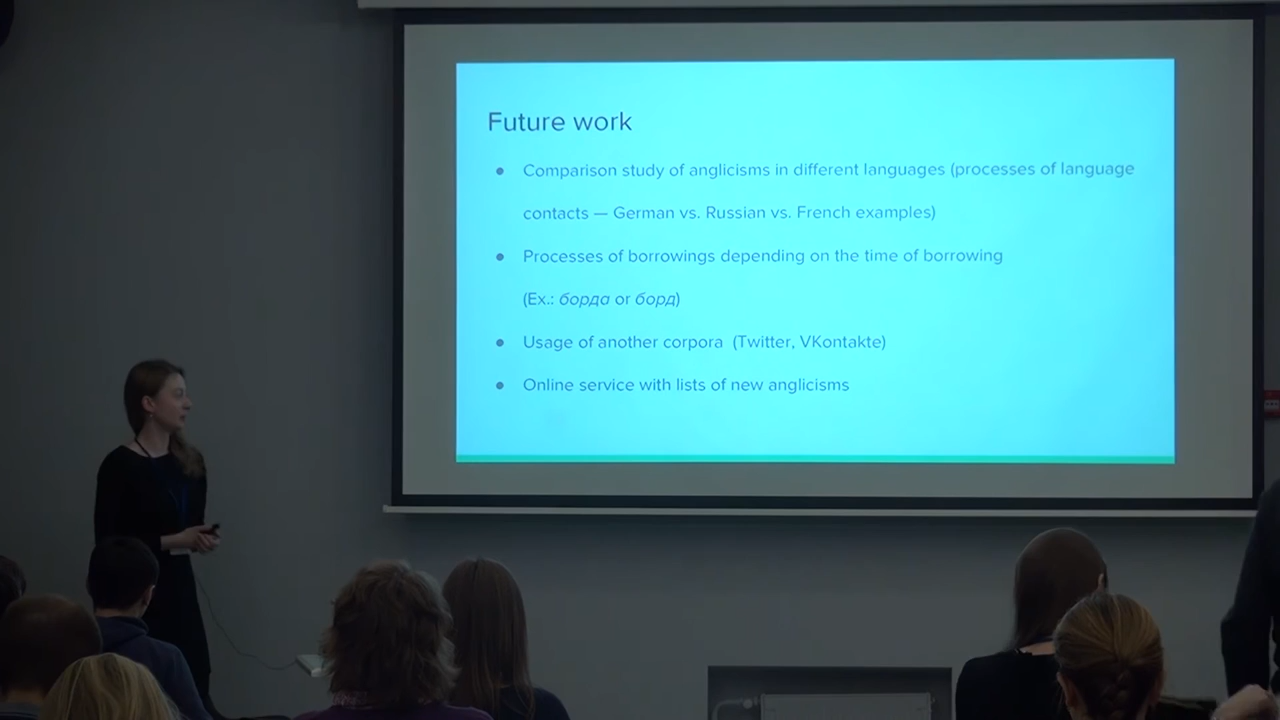 Future work
● Comparison study of anglicisms in different languages (processes of language
contacts — German vs. Russian vs. French examples)
● Processes of borrowings depending on the time of borrowing
(Ex.: борда or борд)
● Usage of another corpora (Twitter, VKontakte)
● Online service with lists of new anglicisms